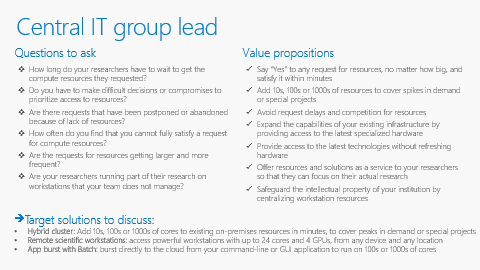 Central IT group lead
Questions to ask
❖ How long do your researchers have to wait to get the
compute resources they requested?
❖ Do you have to make difficult decisions or compromises to
prioritize access to resources?
❖ Are there requests that have been postponed or abandoned
because of lack of resources?
❖ How often do you find that you cannot fully satisfy a request
for compute resources?
❖ Are the requests for resources getting larger and more
frequent?
❖ Are your researchers running part of their research on
workstations that your team does not manage?
Value propositions
✓ Say "Yes" to any request for resources, no matter how big, and
satisfy it within minutes
✓ Add 10s, 100s or 1000s of resources to cover spikes in demand
or special projects
✓ Avoid request delays and competition for resources
✓ Expand the capabilities of your existing infrastructure by
providing access to the latest specialized hardware
✓ Provide access to the latest technologies without refreshing
hardware
✓ Offer resources and solutions as a service to your researchers
so that they can focus on their actual research
✓ Safeguard the intellectual property of your institution by
centralizing workstation resources
➔Target solutions to discuss:
• Hybrid cluster: Add 10s, 100s or 1000s of cores to existing on-premises resources in minutes, to cover peaks in demand or special projects
• Remote scientific workstations: access powerful workstations with up to 24 cores and 4 GPUs, from any device and any location
• App burst with Batch: burst directly to the cloud from your command-line or GUI application to run on 100s or 1000s of cores